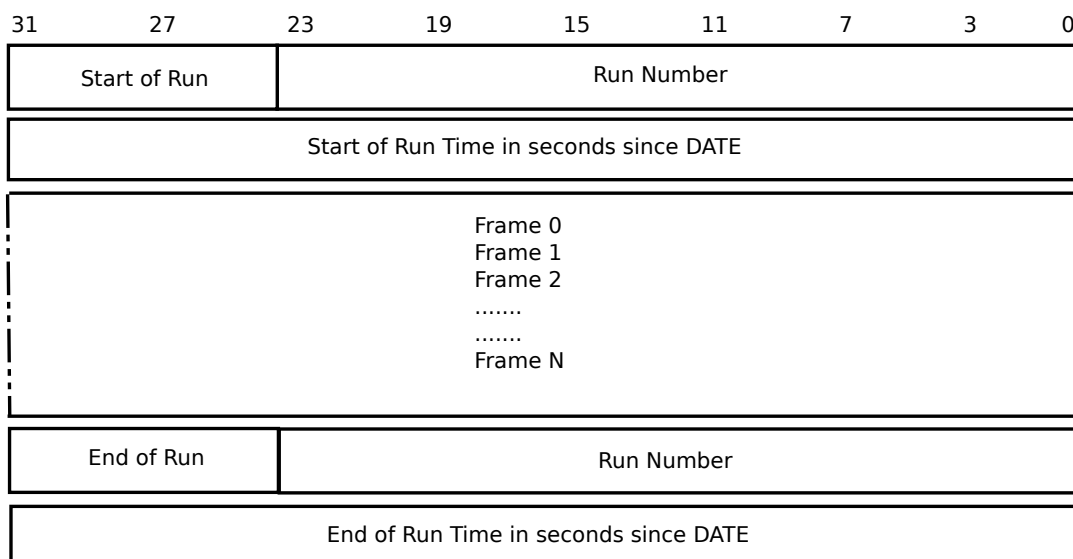 31 27 23 19 15 11 7 3 0
Start of Run Run Number
Start of Run Time in seconds since DATE
Frame 0
Frame 1
Frame 2
.......
.......
Frame N
End of Run Run Number
End of Run Time in seconds since DATE